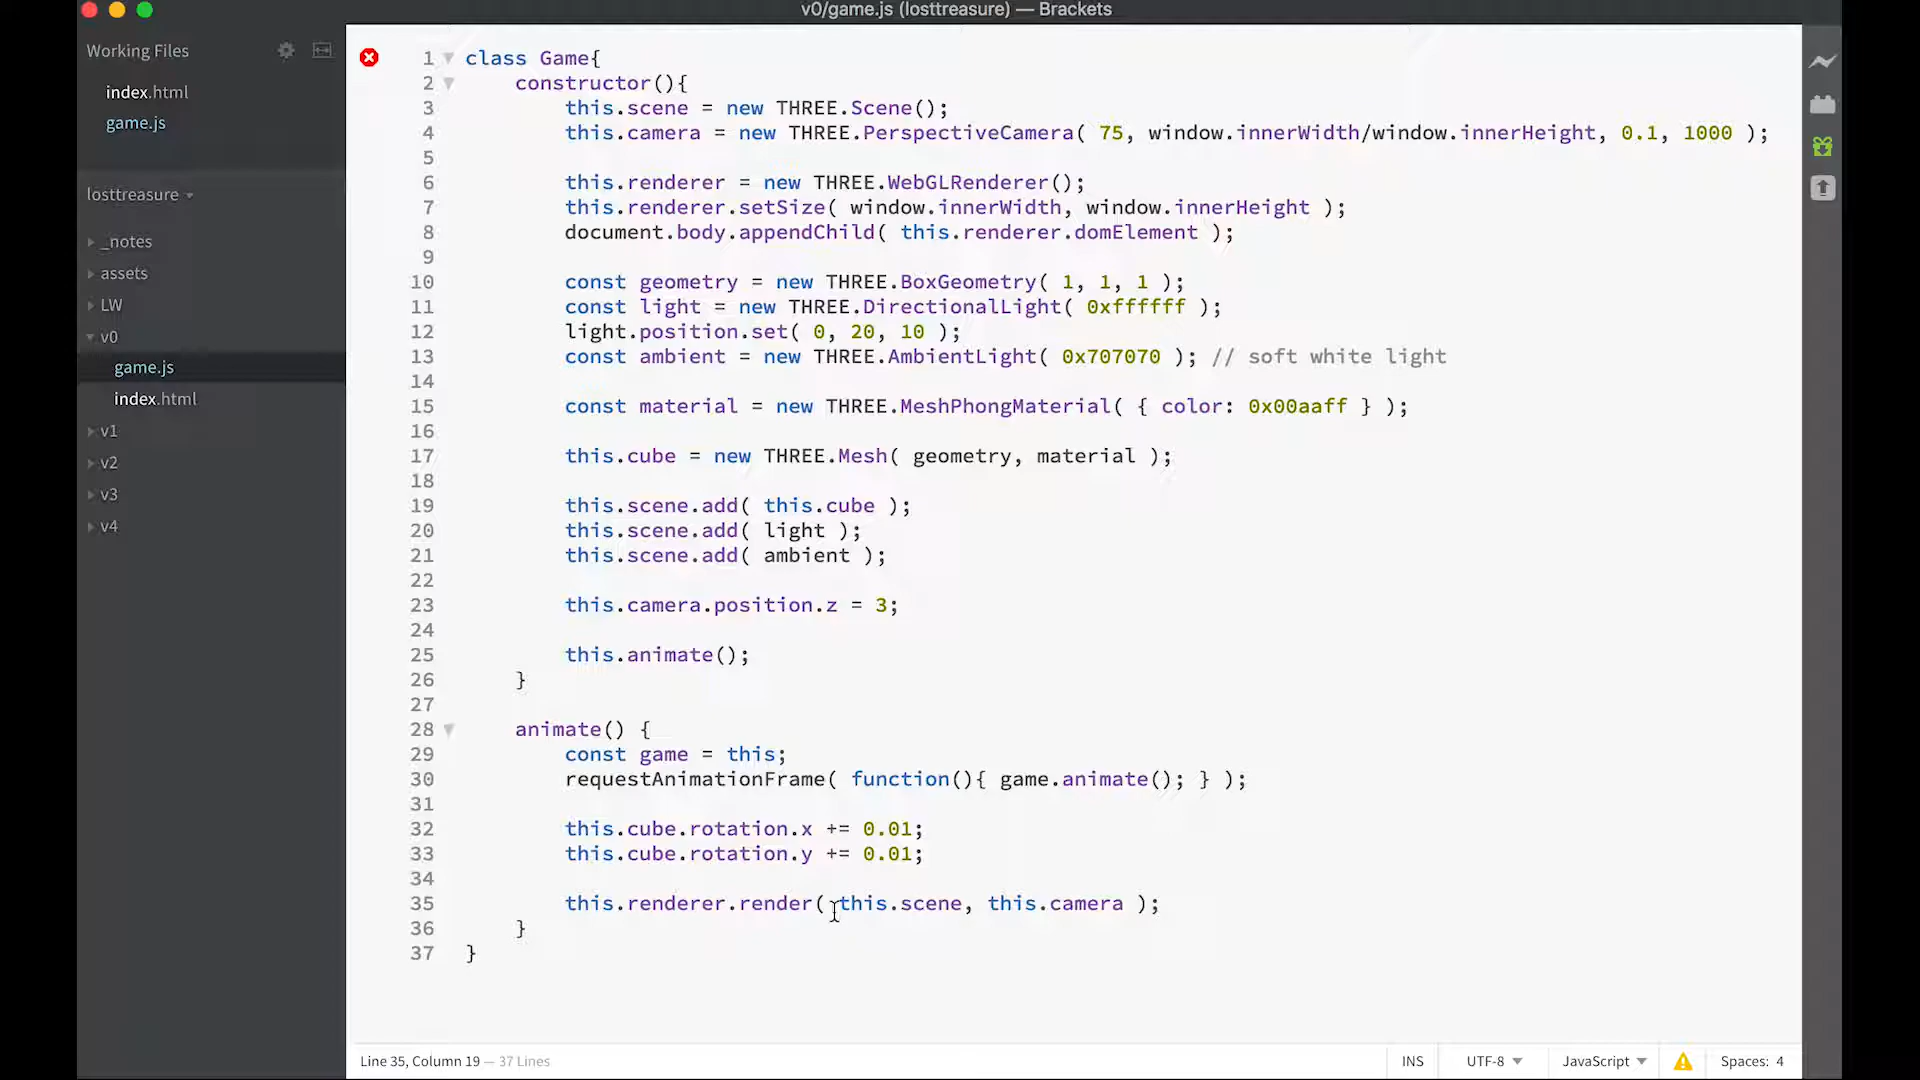 v0/game.js (losttreasure) — Brackets
Working Files
index.html
game.js
losttreasure
_notes
assets
LW
v0
game.js
index.html
v1
v2
v3
v4
1 class Game{
2     constructor(){
3         this.scene = new THREE.Scene();
4         this.camera = new THREE.PerspectiveCamera( 75, window.innerWidth/window.innerHeight, 0.1, 1000 );
5
6         this.renderer = new THREE.WebGLRenderer();
7         this.renderer.setSize( window.innerWidth, window.innerHeight );
8         document.body.appendChild( this.renderer.domElement );
9
10         const geometry = new THREE.BoxGeometry( 1, 1, 1 );
11         const light = new THREE.DirectionalLight( 0xffffff );
12         light.position.set( 0, 20, 10 );
13         const ambient = new THREE.AmbientLight( 0x707070 ); // soft white light
14
15         const material = new THREE.MeshPhongMaterial( { color: 0x00aaff } );
16
17         this.cube = new THREE.Mesh( geometry, material );
18
19         this.scene.add( this.cube );
20         this.scene.add( light );
21         this.scene.add( ambient );
22
23         this.camera.position.z = 3;
24
25         this.animate();
26     }
27
28     animate() {
29         const game = this;
30         requestAnimationFrame( function(){ game.animate(); } );
31
32         this.cube.rotation.x += 0.01;
33         this.cube.rotation.y += 0.01;
34
35         this.renderer.render( this.scene, this.camera );
36     }
37 }
Line 35, Column 19 — 37 Lines
INS
UTF-8
JavaScript
Spaces: 4